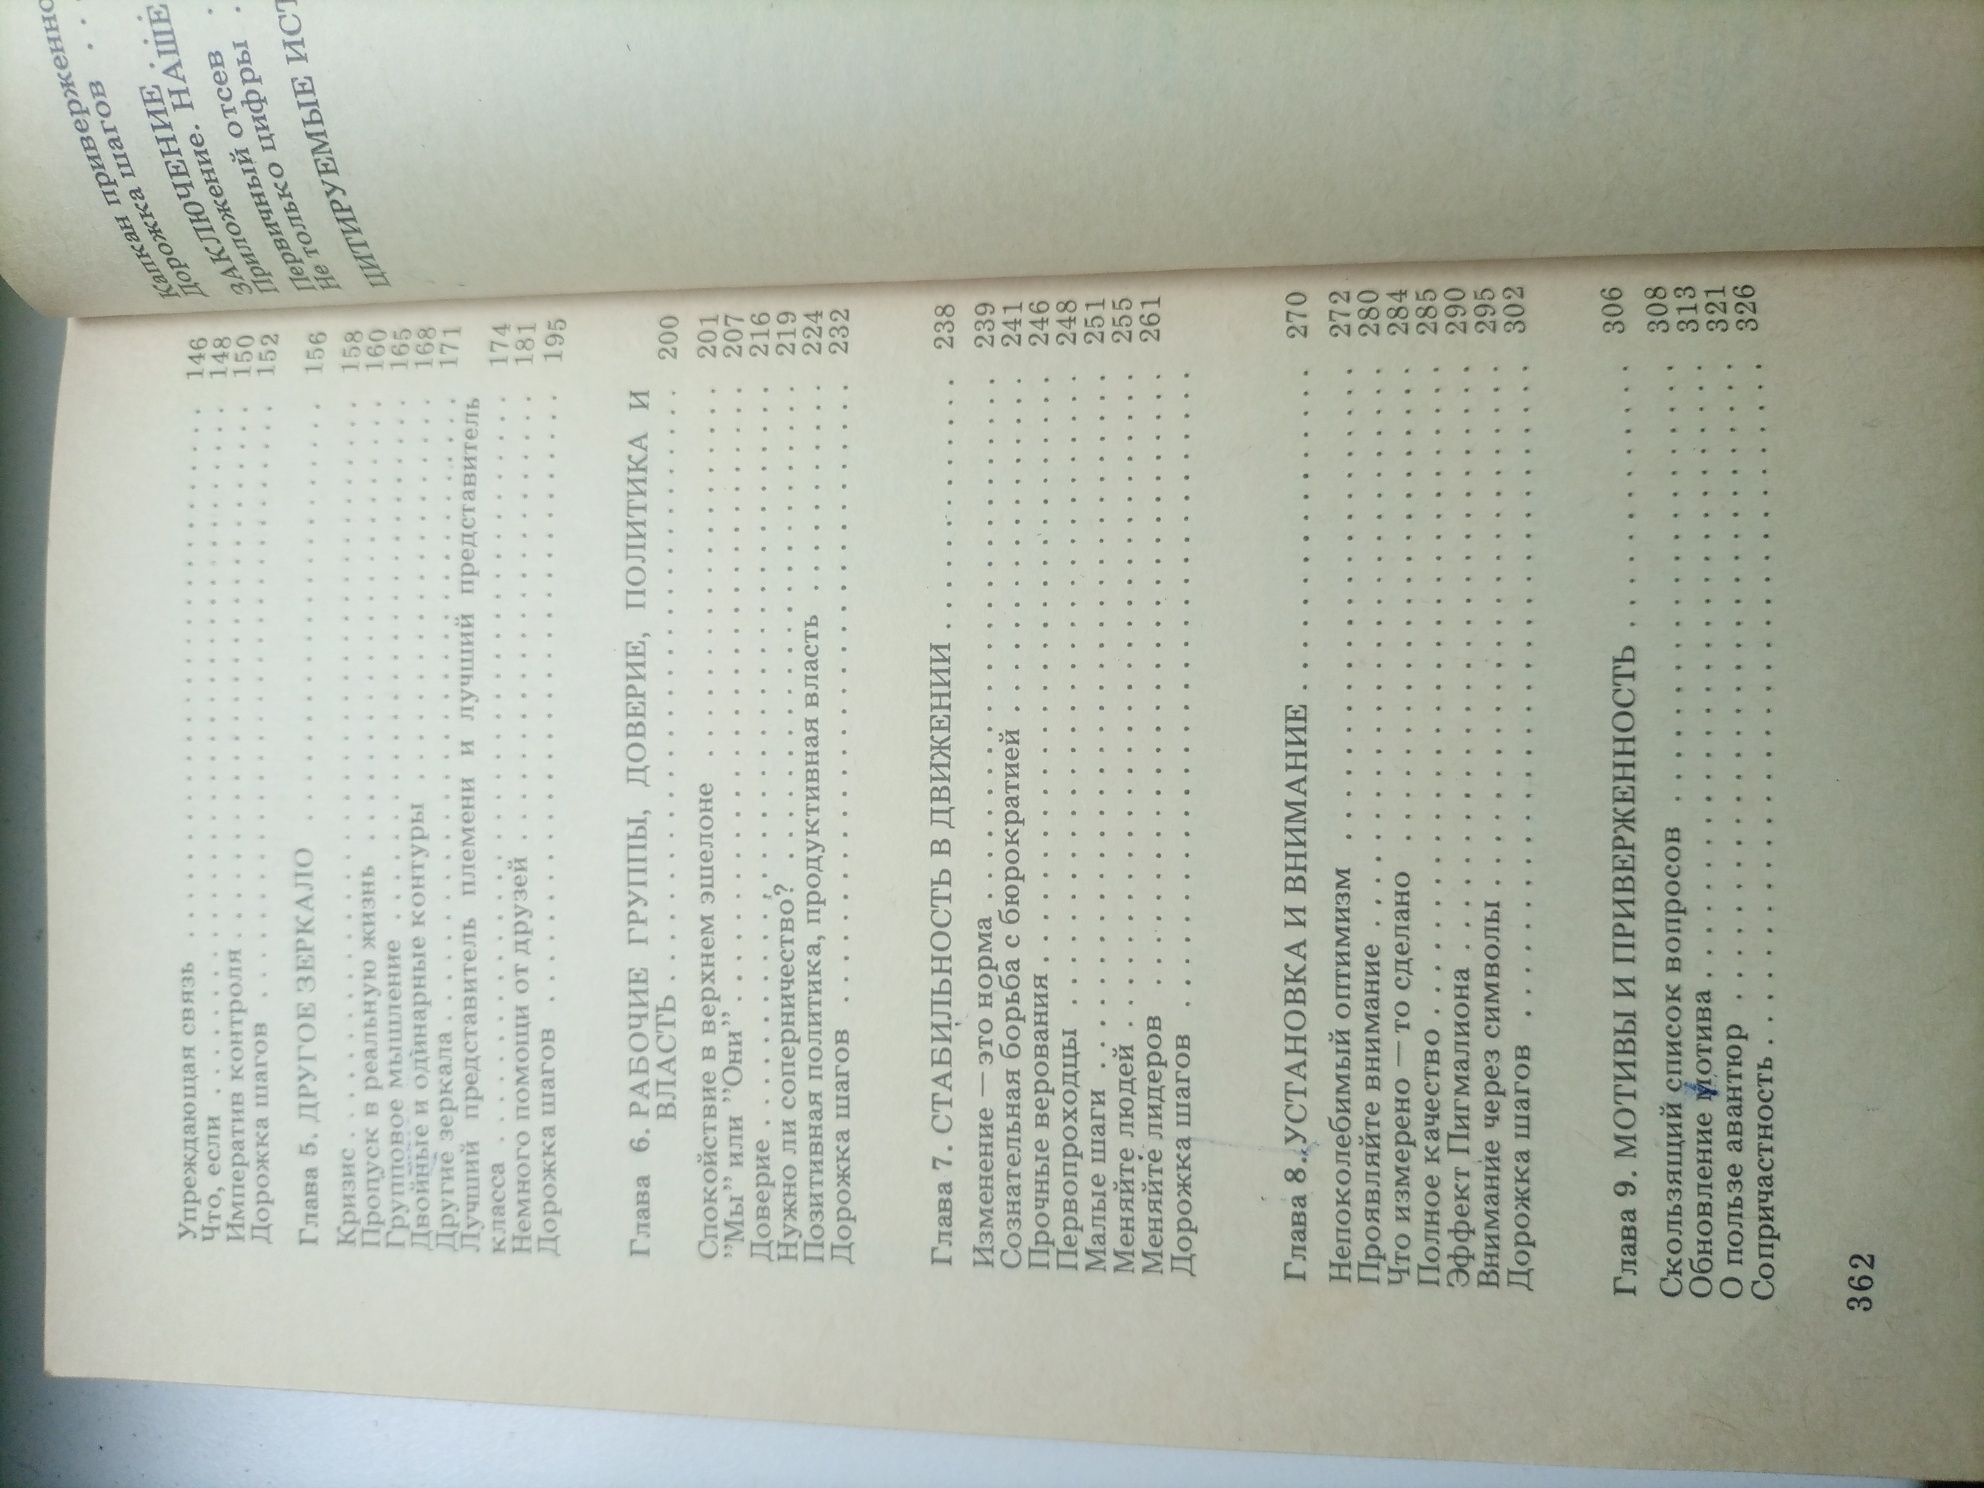 Упреждающая связь . . . . . . . . . . . . . . . . . . . . 146
Что, если . . . . . . . . . . . . . . . . . . . . 148
Императив контроля . . . . . . . . . . . . . . . . . . . . 150
Дорожка шагов . . . . . . . . . . . . . . . . . . . . 152
Глава 5. ДРУГОЕ ЗЕРКАЛО . . . . . . . . . . . . . . . . . . . . 156
Кризис . . . . . . . . . . . . . . . . . . . . 158
Пропуск в реальную жизнь . . . . . . . . . . . . . . . . . . . . 160
Групповое мышление . . . . . . . . . . . . . . . . . . . . 165
Двойные и одинарные контуры . . . . . . . . . . . . . . . . . . . . 168
Другие зеркала . . . . . . . . . . . . . . . . . . . . 171
Лучший представитель племени и лучший представитель
класса . . . . . . . . . . . . . . . . . . . . 174
Немного помощи от друзей . . . . . . . . . . . . . . . . . . . . 181
Дорожка шагов . . . . . . . . . . . . . . . . . . . . 195
Глава 6. РАБОЧИЕ ГРУППЫ, ДОВЕРИЕ, ПОЛИТИКА И
ВЛАСТЬ . . . . . . . . . . . . . . . . . . . . 200
Спокойствие в верхнем эшелоне . . . . . . . . . . . . . . . . . . . . 201
"Мы" или "Они" . . . . . . . . . . . . . . . . . . . . 207
Доверие . . . . . . . . . . . . . . . . . . . . 216
Нужно ли соперничество? . . . . . . . . . . . . . . . . . . . . 219
Позитивная политика, продуктивная власть . . . . . . . . . . . . 224
Дорожка шагов . . . . . . . . . . . . . . . . . . . . 232
Глава 7. СТАБИЛЬНОСТЬ В ДВИЖЕНИИ . . . . . . . . . . . . 238
Изменение — это норма . . . . . . . . . . . . . . . . . . . . 239
Сознательная борьба с бюрократией . . . . . . . . . . . . . . . . . . . . 241
Прочные верования . . . . . . . . . . . . . . . . . . . . 246
Первопроходцы . . . . . . . . . . . . . . . . . . . . 248
Малые шаги . . . . . . . . . . . . . . . . . . . . 251
Меняйте людей . . . . . . . . . . . . . . . . . . . . 255
Меняйте лидеров . . . . . . . . . . . . . . . . . . . . 261
Дорожка шагов . . . . . . . . . . . . . . . . . . . .
Глава 8. УСТАНОВКА И ВНИМАНИЕ . . . . . . . . . . . . . . . 270
Непоколебимый оптимизм . . . . . . . . . . . . . . . . . . . . 272
Проявляйте внимание . . . . . . . . . . . . . . . . . . . . 280
Что измерено — то сделано . . . . . . . . . . . . . . . . . . . . 284
Полное качество . . . . . . . . . . . . . . . . . . . . 285
Эффект Пигмалиона . . . . . . . . . . . . . . . . . . . . 290
Внимание через символы . . . . . . . . . . . . . . . . . . . . 295
Дорожка шагов . . . . . . . . . . . . . . . . . . . . 302
Глава 9. МОТИВЫ И ПРИВЕРЖЕННОСТЬ . . . . . . . . . . . . 306
Скользящий список вопросов . . . . . . . . . . . . . . . . . . . . 308
Обновление мотива . . . . . . . . . . . . . . . . . . . . 313
О пользе авантюр . . . . . . . . . . . . . . . . . . . . 321
Сопричастность . . . . . . . . . . . . . . . . . . . . 326
362
Капкан
Дорожка шагов . . .
ЗАКЛЮЧЕНИЕ. НАШЕ
Приложение
Первичный отсев .
Не только цифры .
ЦИТИРУЕМЫЕ